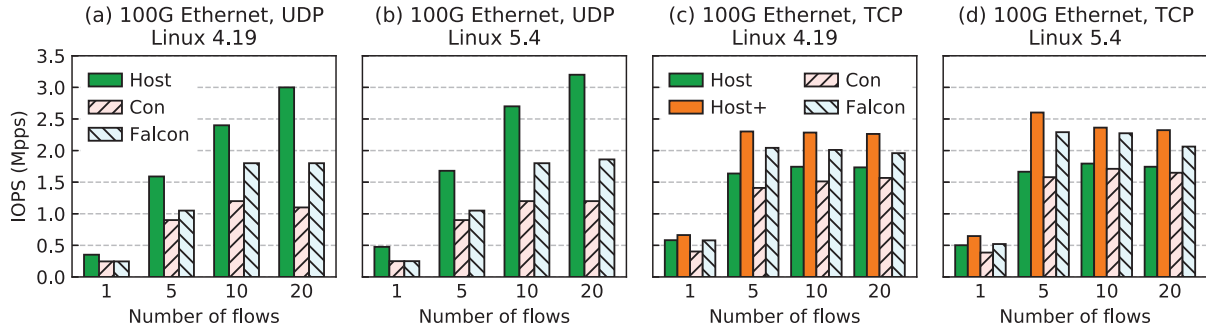 (a) 100G Ethernet, UDP
Linux 4.19
(b) 100G Ethernet, UDP
Linux 5.4
(c) 100G Ethernet, TCP
Linux 4.19
(d) 100G Ethernet, TCP
Linux 5.4
IOPS (Mpps)
3.5
3.0
2.5
2.0
1.5
1.0
0.5
0.0
Host
Con
Falcon
Host
Host+
Con
Falcon
1 5 10 20
1 5 10 20
1 5 10 20
1 5 10 20
Number of flows
Number of flows
Number of flows
Number of flows